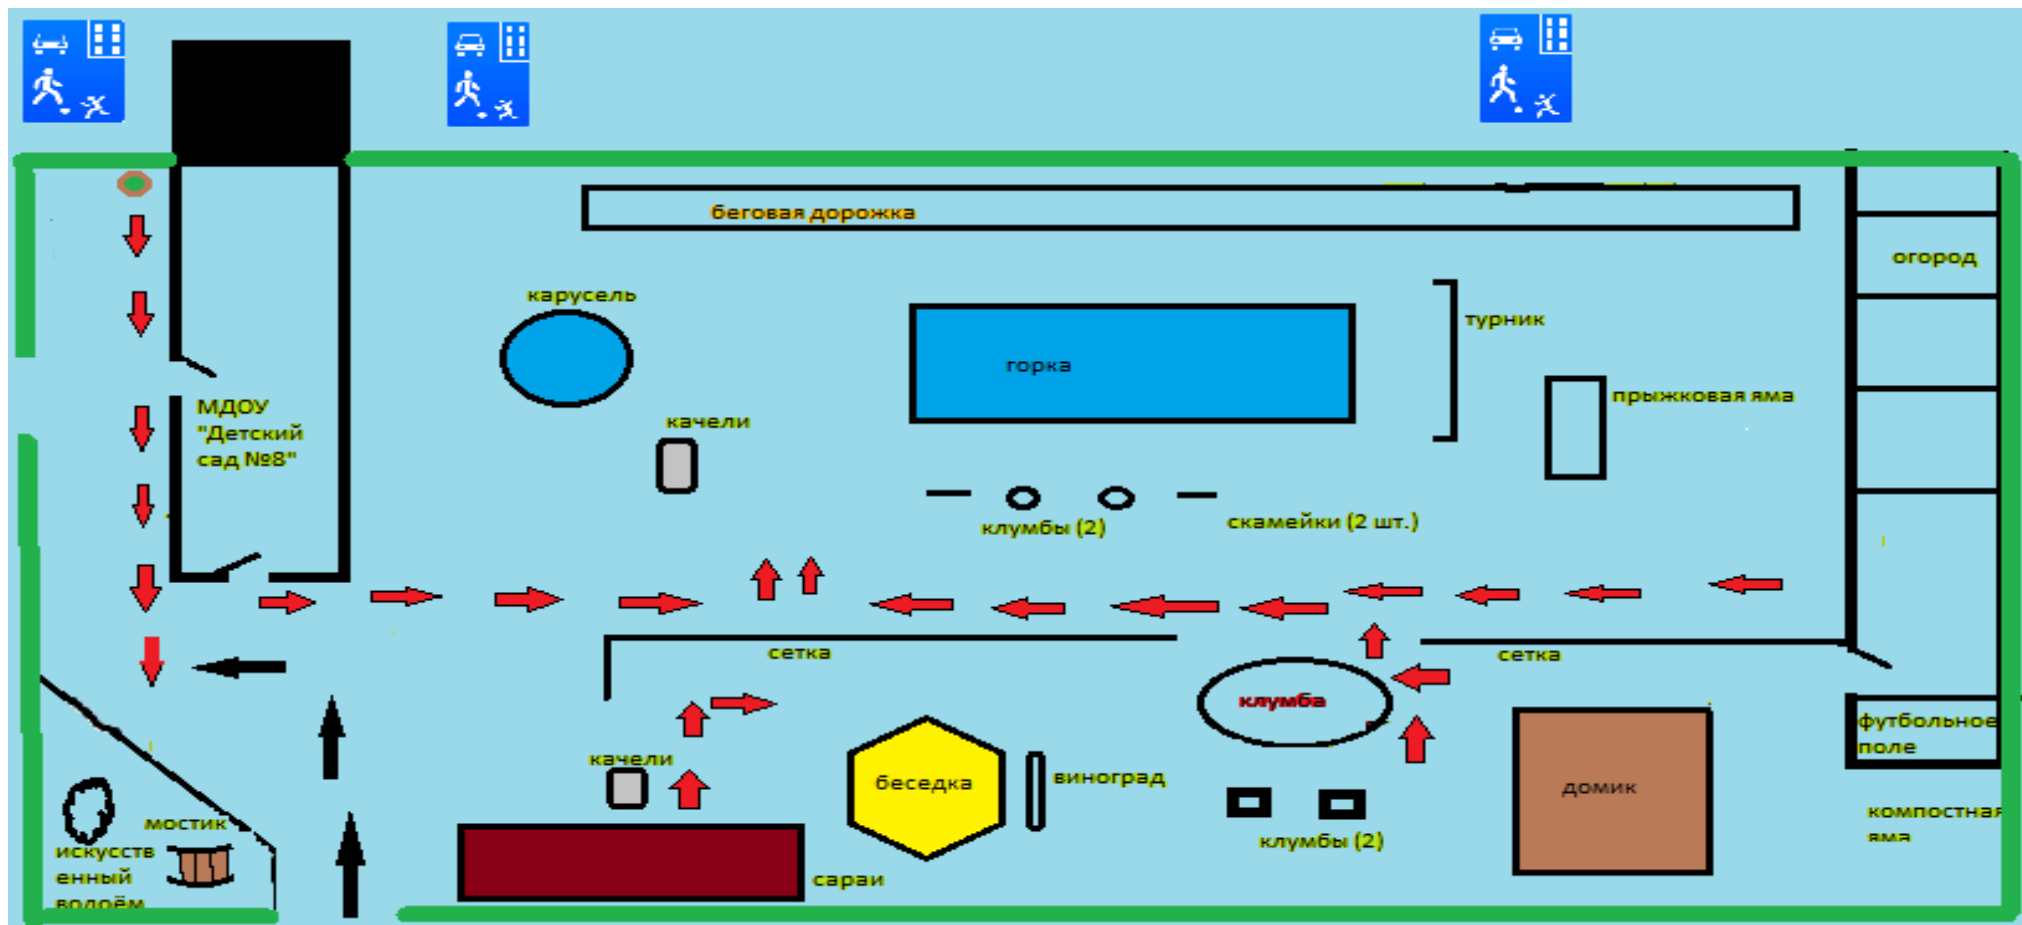 беговая дорожка
огород
карусель
турник
горка
прыжковая яма
МДОУ
"Детский
сад №8"
качели
клумбы (2)
скамейки (2 шт.)
сетка
сетка
клумба
футбольное
поле
качели
беседка
виноград
домик
мостик
клумбы (2)
компостная
яма
искусств
енный
водоём
сараи